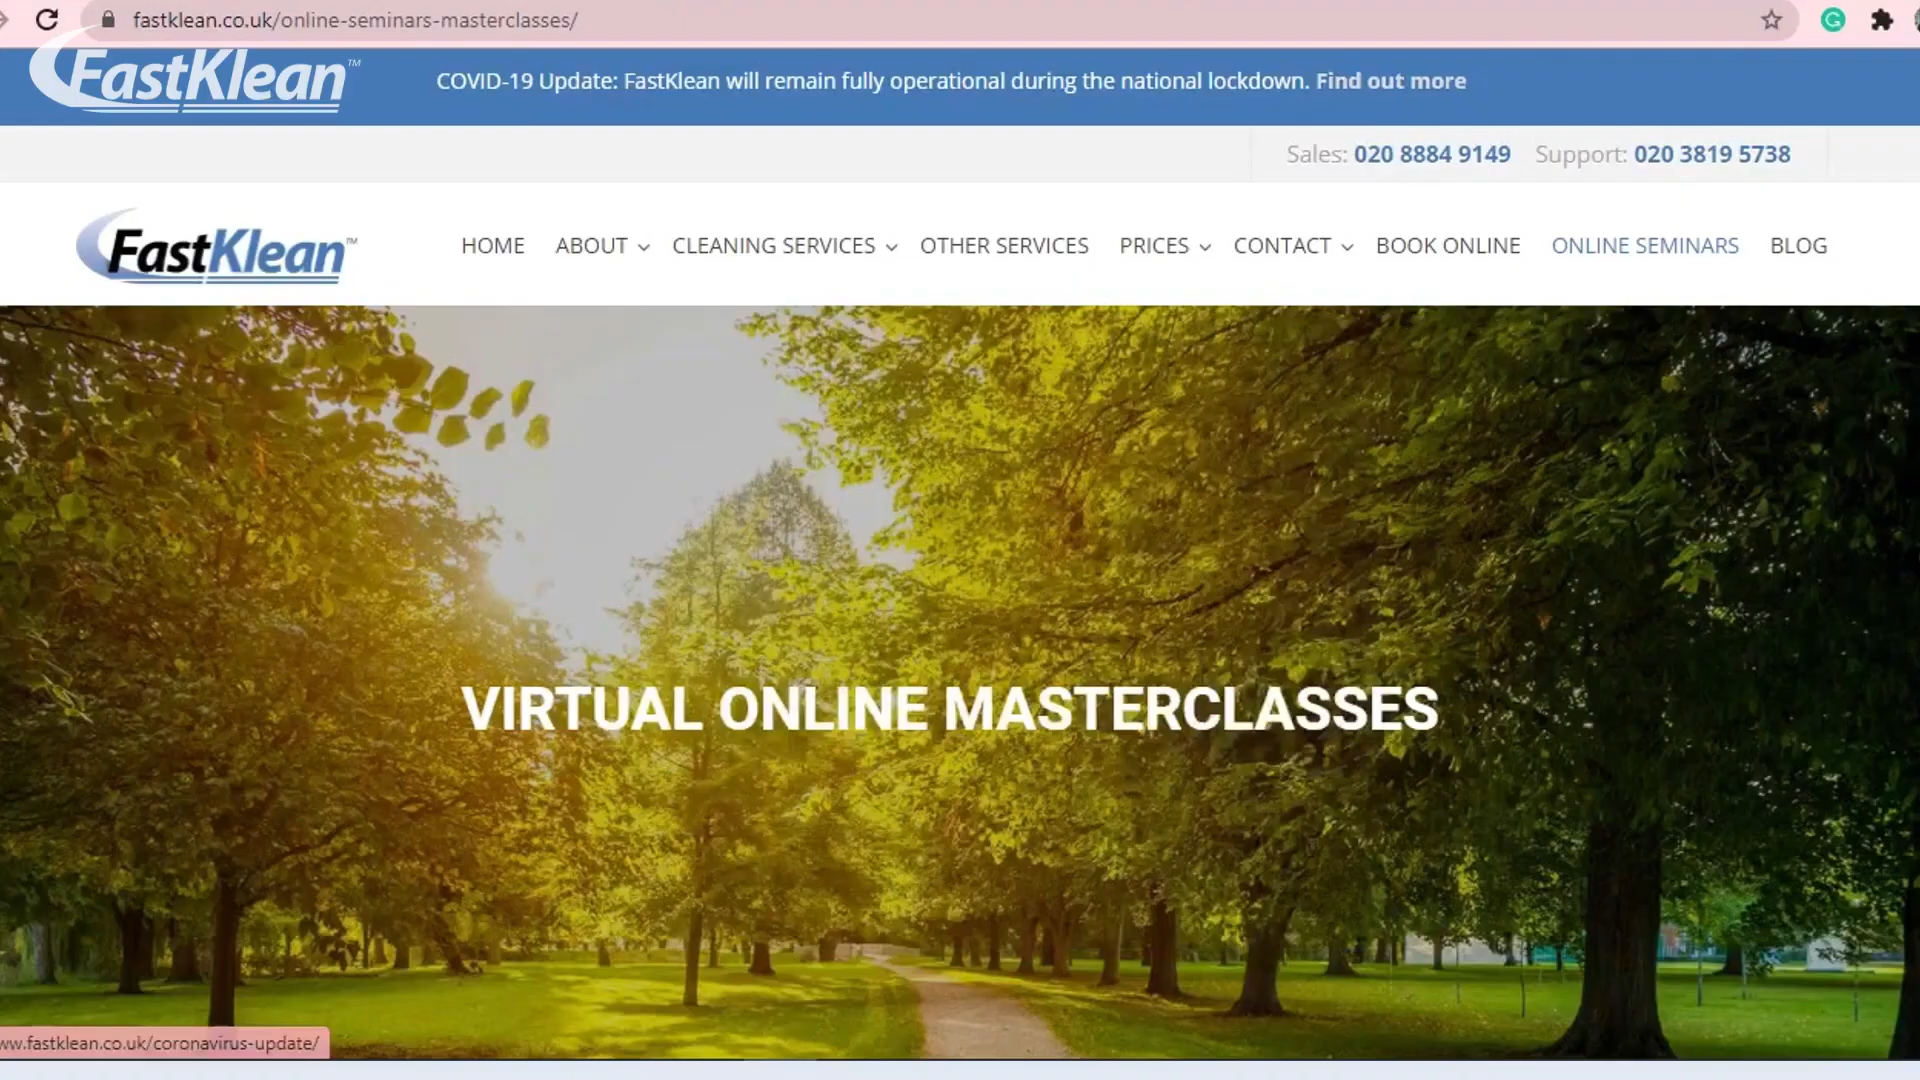 fastklean.co.uk/online-seminars-masterclasses/
FastKlean™
COVID-19 Update: FastKlean will remain fully operational during the national lockdown. Find out more
Sales: 020 8884 9149 Support: 020 3819 5738
FastKlean™
HOME ABOUT CLEANING SERVICES OTHER SERVICES PRICES CONTACT BOOK ONLINE ONLINE SEMINARS BLOG
VIRTUAL ONLINE MASTERCLASSES
ww.fastklean.co.uk/coronavirus-update/